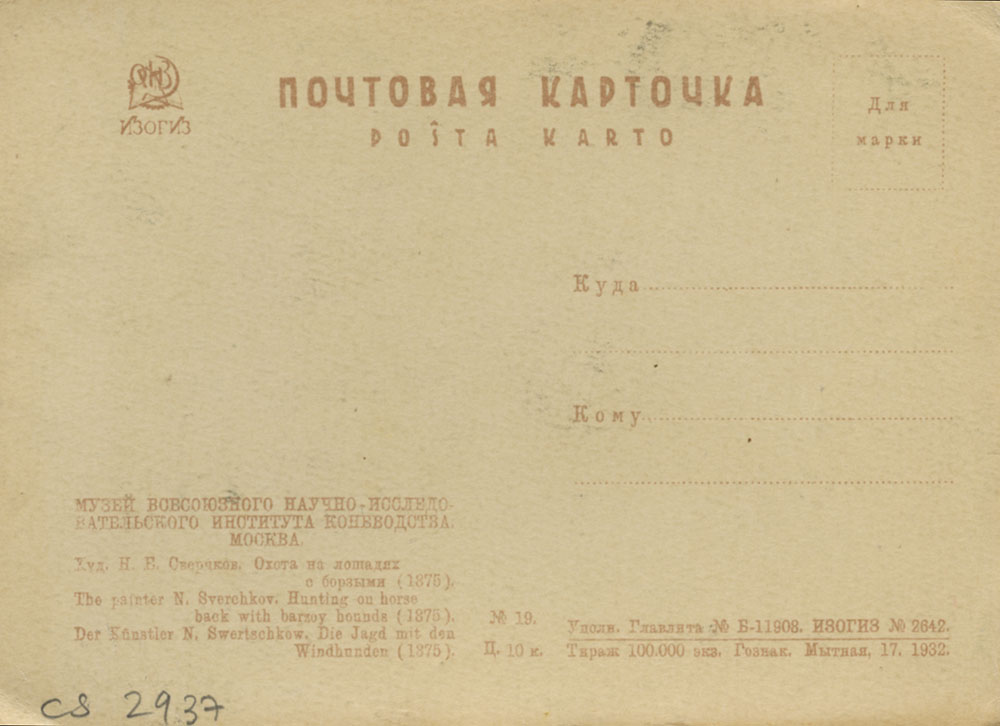 ИЗОГИЗ
ПОЧТОВАЯ КАРТОЧКА
POŜTA KARTO
Для
марки
Куда
Кому
МУЗЕЙ ВСЕСОЮЗНОГО НАУЧНО-ИССЛЕДО-
ВАТЕЛЬСКОГО ИНСТИТУТА КОНЕВОДСТВА.
МОСКВА.
Худ. Н. Е. Сверчков. Охота на лошадях
с борзыми (1875).
The painter N. Sverchkov. Hunting on horse
back with barzoy hounds (1875).
Der Künstler N. Swertschkow. Die Jagd mit den
Windhunden (1875).
№ 19.
Ц. 10 к.
Уполн. Главлита № Б-11908. ИЗОГИЗ № 2642.
Тираж 100.000 экз. Гознак. Мытная, 17. 1932.
CS 2937